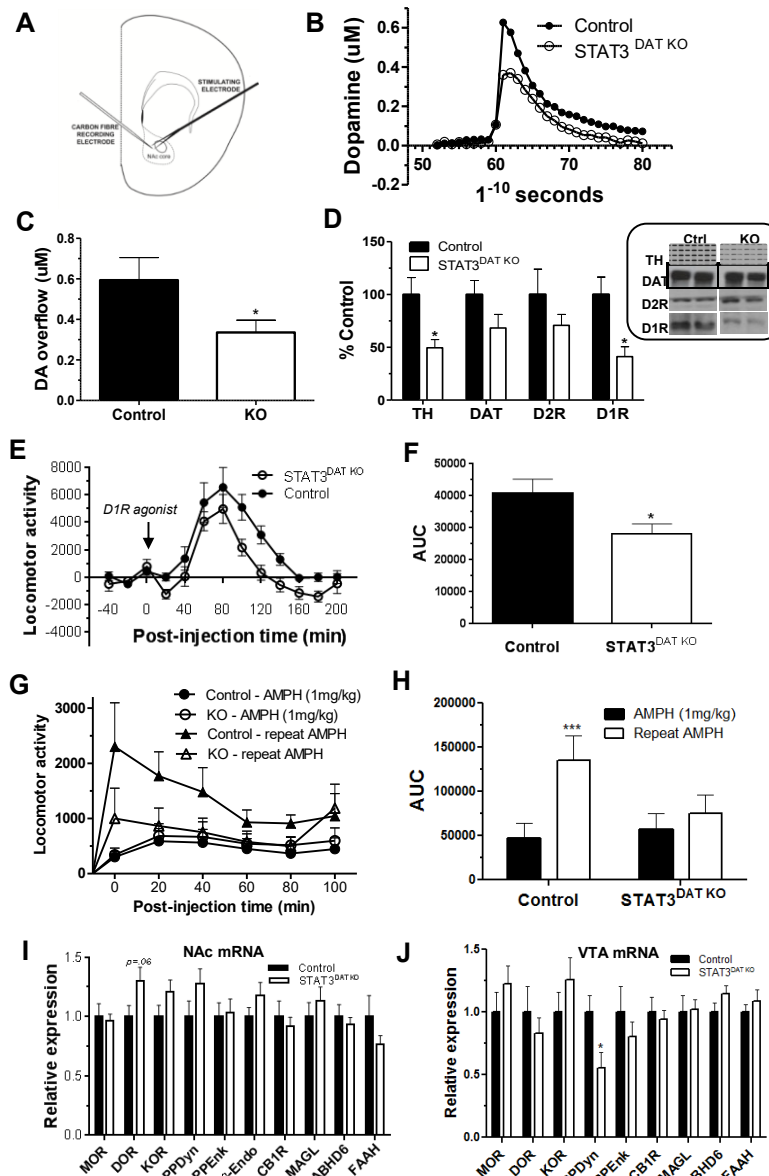 A
STIMULATING
ELECTRODE
CARBON FIBRE
RECORDING
ELECTRODE
NAc core
B
Dopamine (uM)
0.6
0.4
0.2
0.0
-0.2
50
60
70
80
1-10 seconds
Control
STAT3 DAT KO
C
DA overflow (uM)
0.8
0.6
0.4
0.2
0.0
*
Control
KO
D
% Control
150
100
50
0
Control
STAT3DAT KO
*
*
TH
DAT
D2R
D1R
Ctrl
KO
TH
DAT
D2R
D1R
E
Locomotor activity
8000
6000
4000
2000
0
-2000
-4000
D1R agonist
STAT3DAT KO
Control
-40 0 40 80 120 160 200
Post-injection time (min)
F
AUC
50000
40000
30000
20000
10000
0
*
Control
STAT3DAT KO
G
Locomotor activity
3000
2000
1000
0
Control - AMPH (1mg/kg)
KO - AMPH (1mg/kg)
Control - repeat AMPH
KO - repeat AMPH
0 20 40 60 80 100
Post-injection time (min)
H
AUC
200000
150000
100000
50000
0
AMPH (1mg/kg)
Repeat AMPH
***
Control
STAT3DAT KO
I
NAc mRNA
Relative expression
1.5
1.0
0.5
0.0
p=.06
Control
STAT3DAT KO
MOR
DOR
KOR
PPDyn
PPEnk
-Endo
CB1R
MAGL
ABHD6
FAAH
J
VTA mRNA
Relative expression
1.5
1.0
0.5
0.0
Control
STAT3DAT KO
*
MOR
DOR
KOR
PPDyn
PPEnk
CB1R
MAGL
BHD6
FAAH